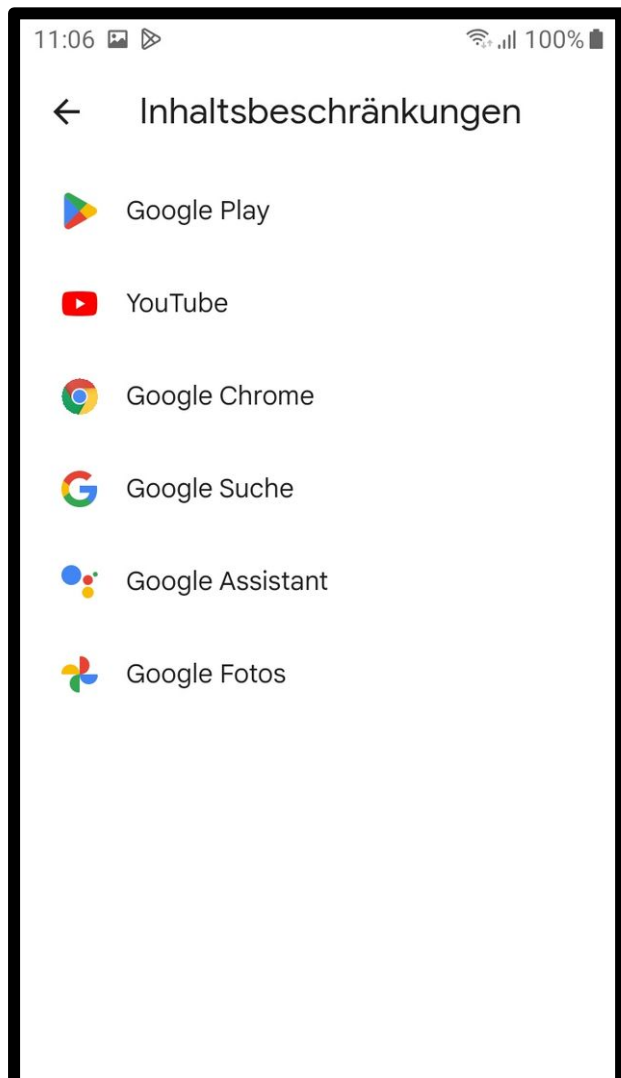 11:06 100%
Inhaltsbeschränkungen
Google Play
YouTube
Google Chrome
Google Suche
Google Assistant
Google Fotos